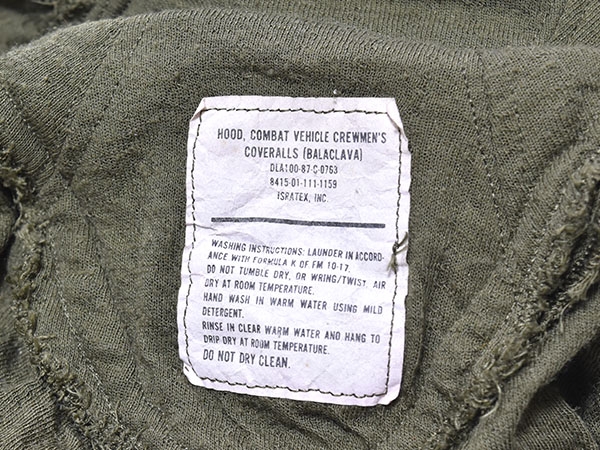 HOOD, COMBAT VEHICLE CREWMEN'S
COVERALLS (BALACLAVA)
DLA100-87-C-0763
8415-01-111-1159
ISRATEX, INC.
WASHING INSTRUCTIONS: LAUNDER IN ACCORD-
ANCE WITH FORMULA K OF FM 10-17.
DO NOT TUMBLE DRY, OR WRING/TWIST. AIR
DRY AT ROOM TEMPERATURE.
HAND WASH IN WARM WATER USING MILD
DETERGENT.
RINSE IN CLEAR WARM WATER AND HANG TO
DRIP-DRY AT ROOM TEMPERATURE.
DO NOT DRY CLEAN.